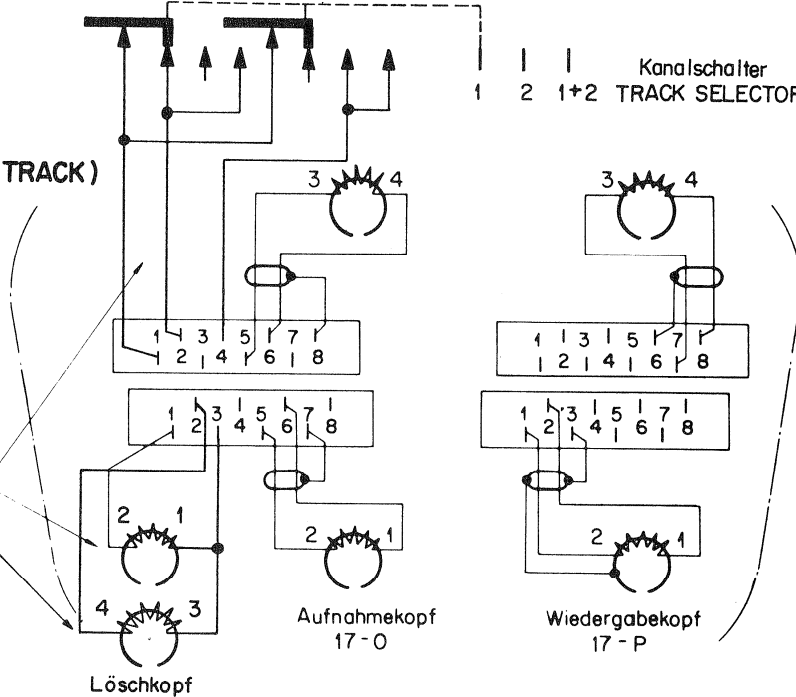 Kanalschalter
1 2 1+2 TRACK SELECTOR
TRACK)
3 4 3 4
1 3 5 7
2 4 6 8
1 3 5 7
2 4 6 8
1 3 5 7
2 4 6 8
1 3 5 7
2 4 6 8
2 1
2 1
2 1
4 3
Aufnahmekopf
17-O
Wiedergabekopf
17-P
Löschkopf